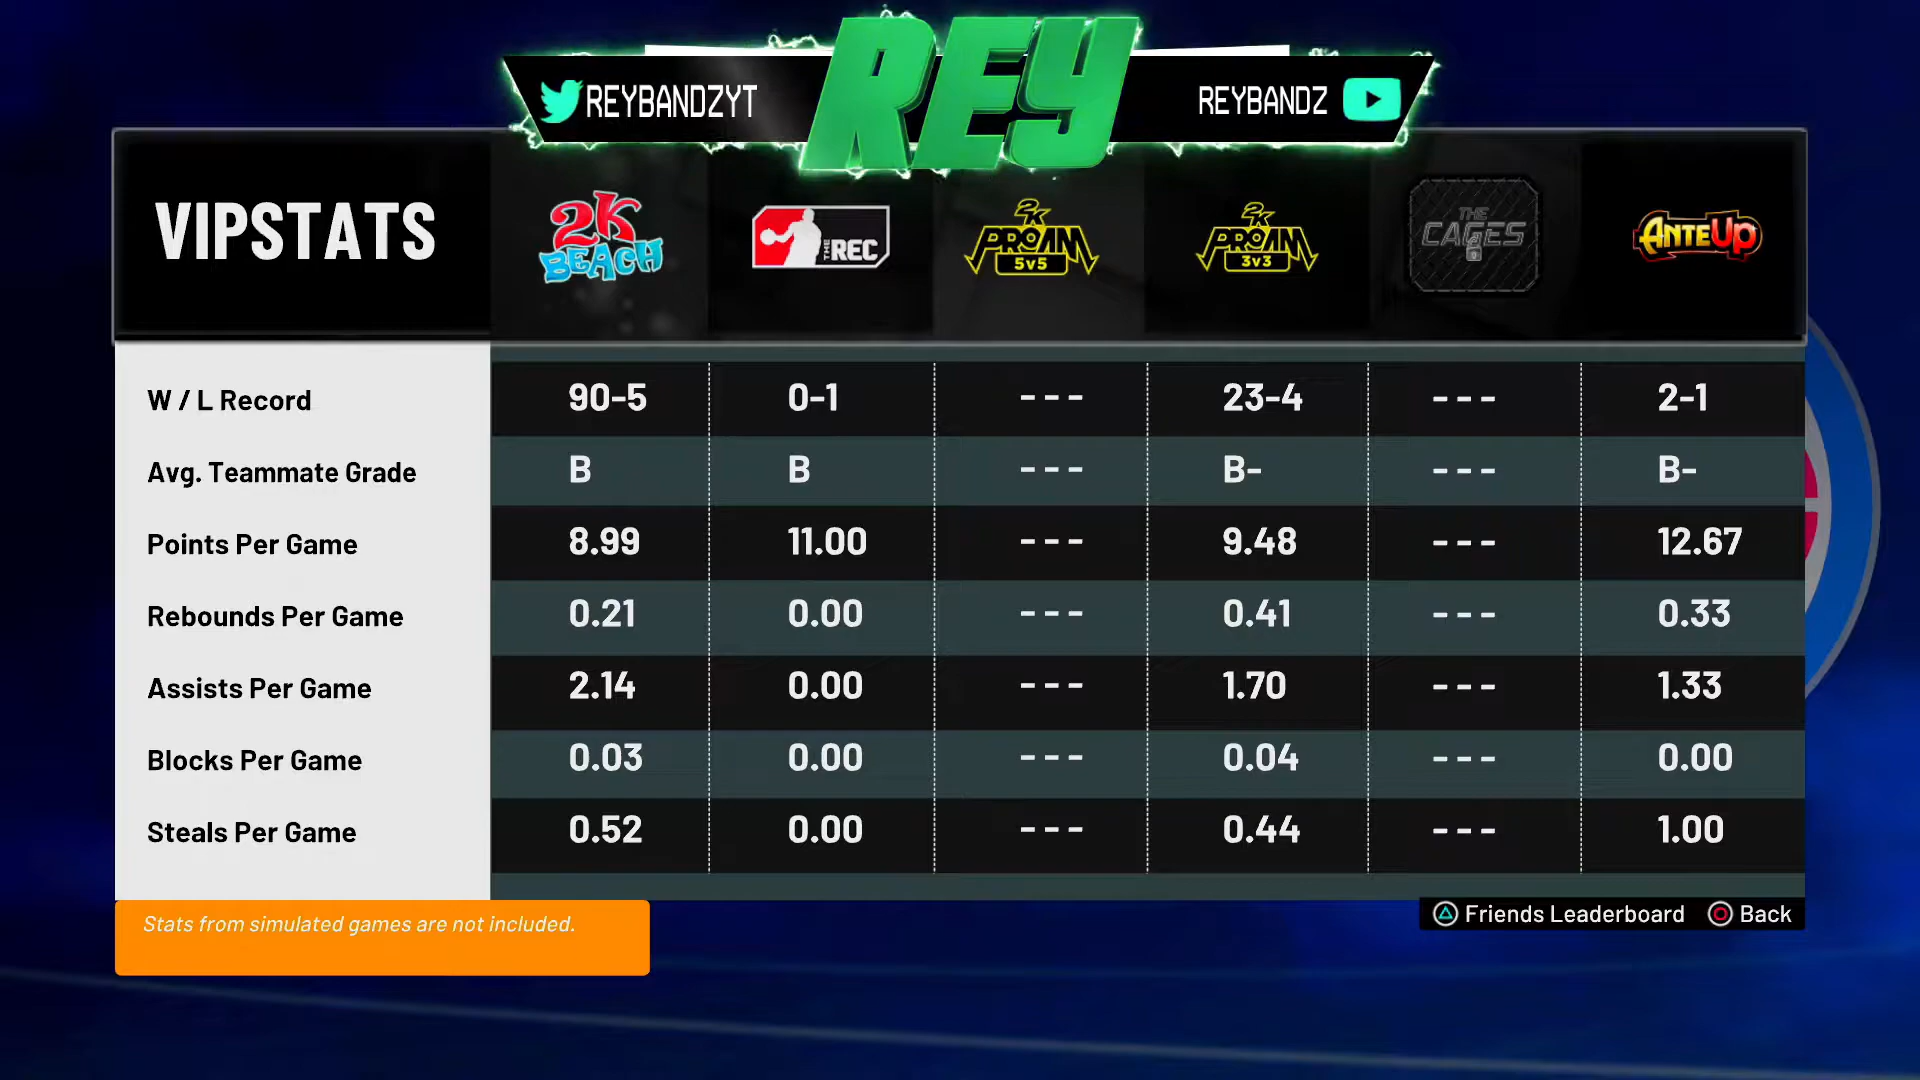 REY
REYBANDZYT
REYBANDZ
VIPSTATS
2K BEACH
THE REC
2K PROAM 5v5
2K PROAM 3v3
THE CAGES
ANTE UP
W / L Record 90-5 0-1 --- 23-4 --- 2-1
Avg. Teammate Grade B B --- B- --- B-
Points Per Game 8.99 11.00 --- 9.48 --- 12.67
Rebounds Per Game 0.21 0.00 --- 0.41 --- 0.33
Assists Per Game 2.14 0.00 --- 1.70 --- 1.33
Blocks Per Game 0.03 0.00 --- 0.04 --- 0.00
Steals Per Game 0.52 0.00 --- 0.44 --- 1.00
Stats from simulated games are not included.
Friends Leaderboard Back